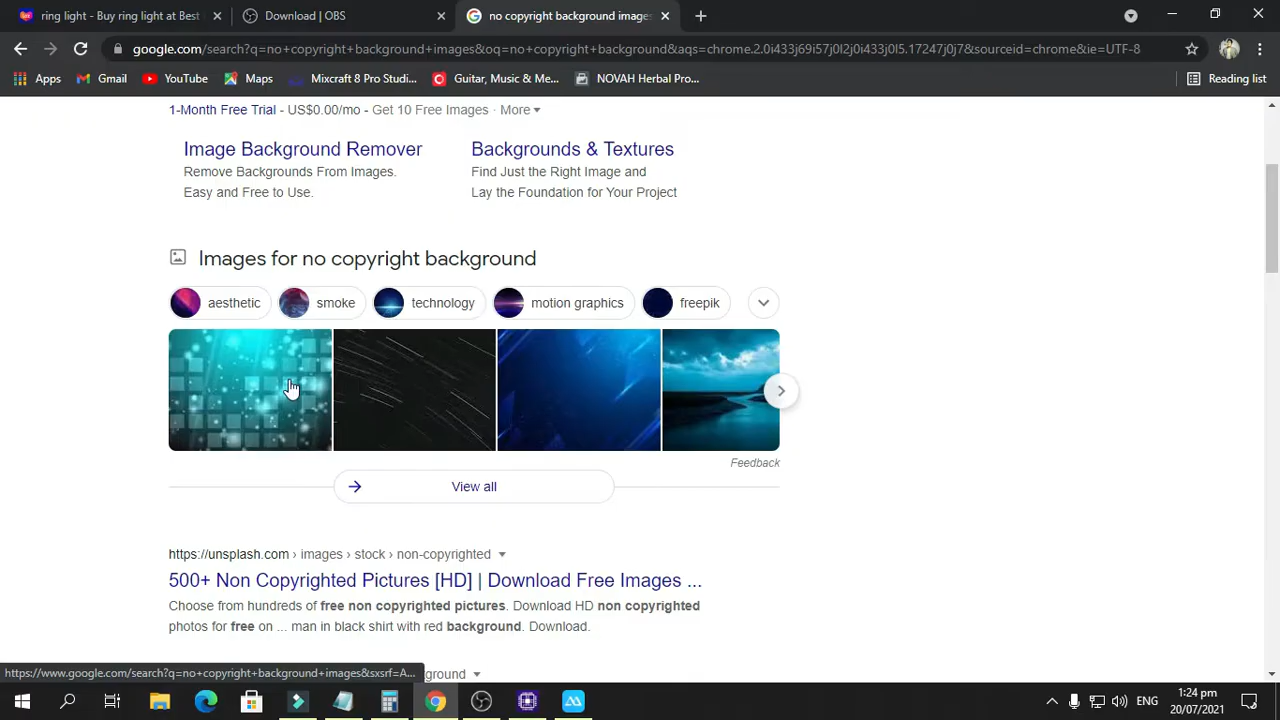 ring light - Buy ring light at Best
Download | OBS
no copyright background images
google.com/search?q=no+copyright+background+images&oq=no+copyright+background&aqs=chrome.2.0i433j69i57j0l2j0i433j0l5.17247j0j7&sourceid=chrome&ie=UTF-8
Apps
Gmail
YouTube
Maps
Mixcraft 8 Pro Studi...
Guitar, Music & Me...
NOVAH Herbal Pro...
Reading list
1-Month Free Trial - US$0.00/mo - Get 10 Free Images · More
Image Background Remover
Remove Backgrounds From Images.
Easy and Free to Use.
Backgrounds & Textures
Find Just the Right Image and
Lay the Foundation for Your Project
Images for no copyright background
aesthetic
smoke
technology
motion graphics
freepik
Feedback
View all
https://unsplash.com › images › stock › non-copyrighted
500+ Non Copyrighted Pictures [HD] | Download Free Images ...
Choose from hundreds of free non copyrighted pictures. Download HD non copyrighted
photos for free on ... man in black shirt with red background. Download.
https://www.google.com/search?q=no+copyright+background+images&sxsrf=A...
ground
ENG
1:24 pm
20/07/2021